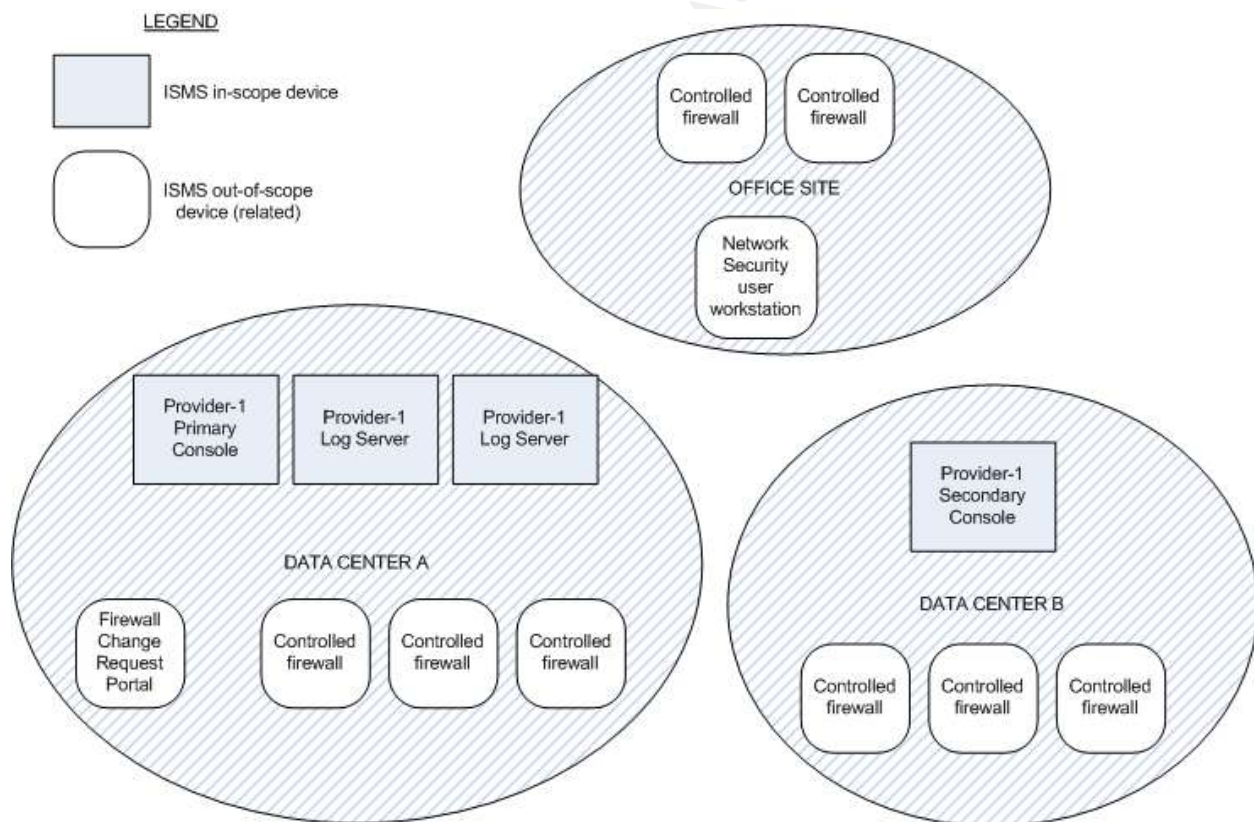 LEGEND
ISMS in-scope device
ISMS out-of-scope
device (related)
Controlled
firewall
Controlled
firewall
OFFICE SITE
Network
Security
user
workstation
Provider-1
Primary
Console
Provider-1
Log Server
Provider-1
Log Server
DATA CENTER A
Firewall
Change
Request
Portal
Controlled
firewall
Controlled
firewall
Controlled
firewall
Provider-1
Secondary
Console
DATA CENTER B
Controlled
firewall
Controlled
firewall
Controlled
firewall